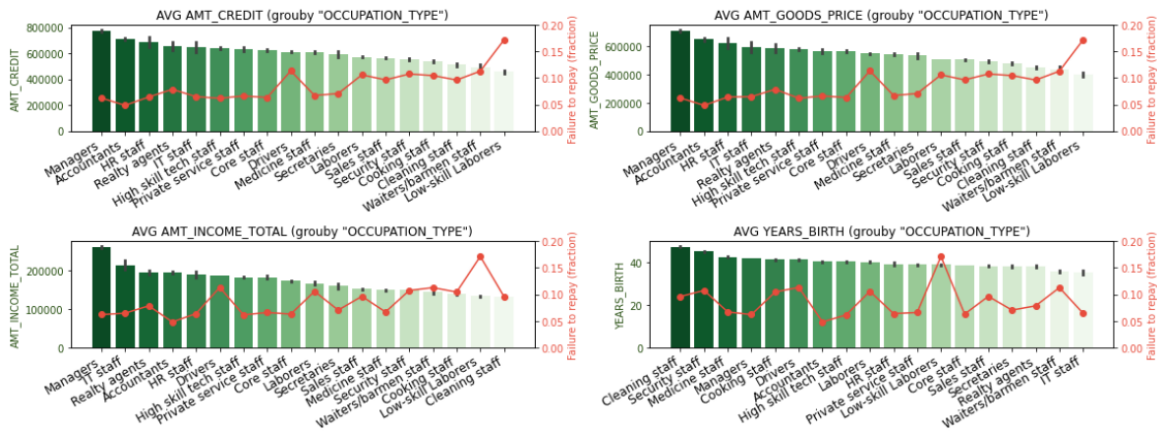 AVG AMT_CREDIT (grouby "OCCUPATION_TYPE")
AMT_CREDIT
800000
600000
400000
200000
0
0.20
0.15
0.10
0.05
0.00
Failure to repay (fraction)
Managers
Accountants
HR staff
Realty agents
IT staff
High skill tech staff
Private service staff
Core staff
Drivers
Medicine staff
Secretaries
Laborers
Sales staff
Security staff
Cooking staff
Cleaning staff
Waiters/barmen staff
Low-skill Laborers
AVG AMT_GOODS_PRICE (grouby "OCCUPATION_TYPE")
AMT_GOODS_PRICE
600000
400000
200000
0
0.20
0.15
0.10
0.05
0.00
Failure to repay (fraction)
Managers
Accountants
HR staff
IT staff
Realty agents
High skill tech staff
Private service staff
Core staff
Drivers
Medicine staff
Secretaries
Laborers
Sales staff
Security staff
Cooking staff
Cleaning staff
Waiters/barmen staff
Low-skill Laborers
AVG AMT_INCOME_TOTAL (grouby "OCCUPATION_TYPE")
AMT_INCOME_TOTAL
200000
100000
0
0.20
0.15
0.10
0.05
0.00
Failure to repay (fraction)
Managers
IT staff
Realty agents
Accountants
HR staff
Drivers
High skill tech staff
Private service staff
Core staff
Laborers
Secretaries
Sales staff
Medicine staff
Security staff
Waiters/barmen staff
Cooking staff
Low-skill Laborers
Cleaning staff
AVG YEARS_BIRTH (grouby "OCCUPATION_TYPE")
YEARS_BIRTH
40
20
0
0.20
0.15
0.10
0.05
0.00
Failure to repay (fraction)
Cleaning staff
Security staff
Medicine staff
Managers
Cooking staff
Drivers
Accountants
High skill tech staff
Laborers
HR staff
Private service staff
Low-skill Laborers
Core staff
Sales staff
Secretaries
Realty agents
Waiters/barmen staff
IT staff